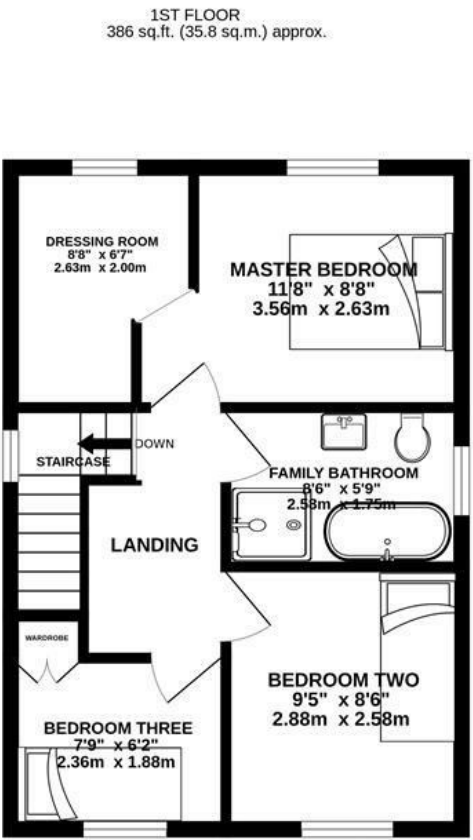 1ST FLOOR
386 sq.ft. (35.8 sq.m.) approx.
DRESSING ROOM
8'8" x 6'7"
2.63m x 2.00m
MASTER BEDROOM
11'8" x 8'8"
3.56m x 2.63m
DOWN
STAIRCASE
FAMILY BATHROOM
8'6" x 5'9"
2.58m x 1.75m
LANDING
WARDROBE
BEDROOM TWO
9'5" x 8'6"
2.88m x 2.58m
BEDROOM THREE
7'9" x 6'2"
2.36m x 1.88m